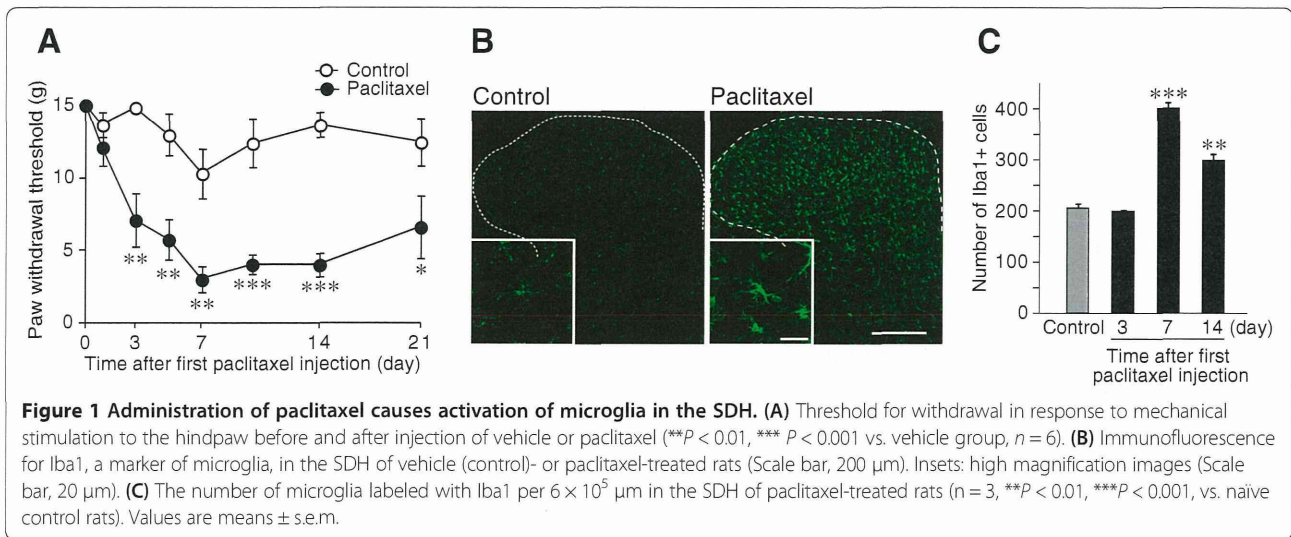 A
Control
Paclitaxel
Paw withdrawal threshold (g)
15
10
5
0
**
**
**
***
***
*
0
3
7
14
21
Time after first paclitaxel injection (day)
B
Control
Paclitaxel
C
Number of Iba1+ cells
400
300
200
100
0
***
**
Control 3 7 14 (day)
Time after first
paclitaxel injection
Figure 1 Administration of paclitaxel causes activation of microglia in the SDH. (A) Threshold for withdrawal in response to mechanical
stimulation to the hindpaw before and after injection of vehicle or paclitaxel (**P < 0.01, *** P < 0.001 vs. vehicle group, n = 6). (B) Immunofluorescence
for Iba1, a marker of microglia, in the SDH of vehicle (control)- or paclitaxel-treated rats (Scale bar, 200 μm). Insets: high magnification images (Scale
bar, 20 μm). (C) The number of microglia labeled with Iba1 per 6 × 10⁵ μm in the SDH of paclitaxel-treated rats (n = 3, **P < 0.01, ***P < 0.001, vs. naïve
control rats). Values are means ± s.e.m.